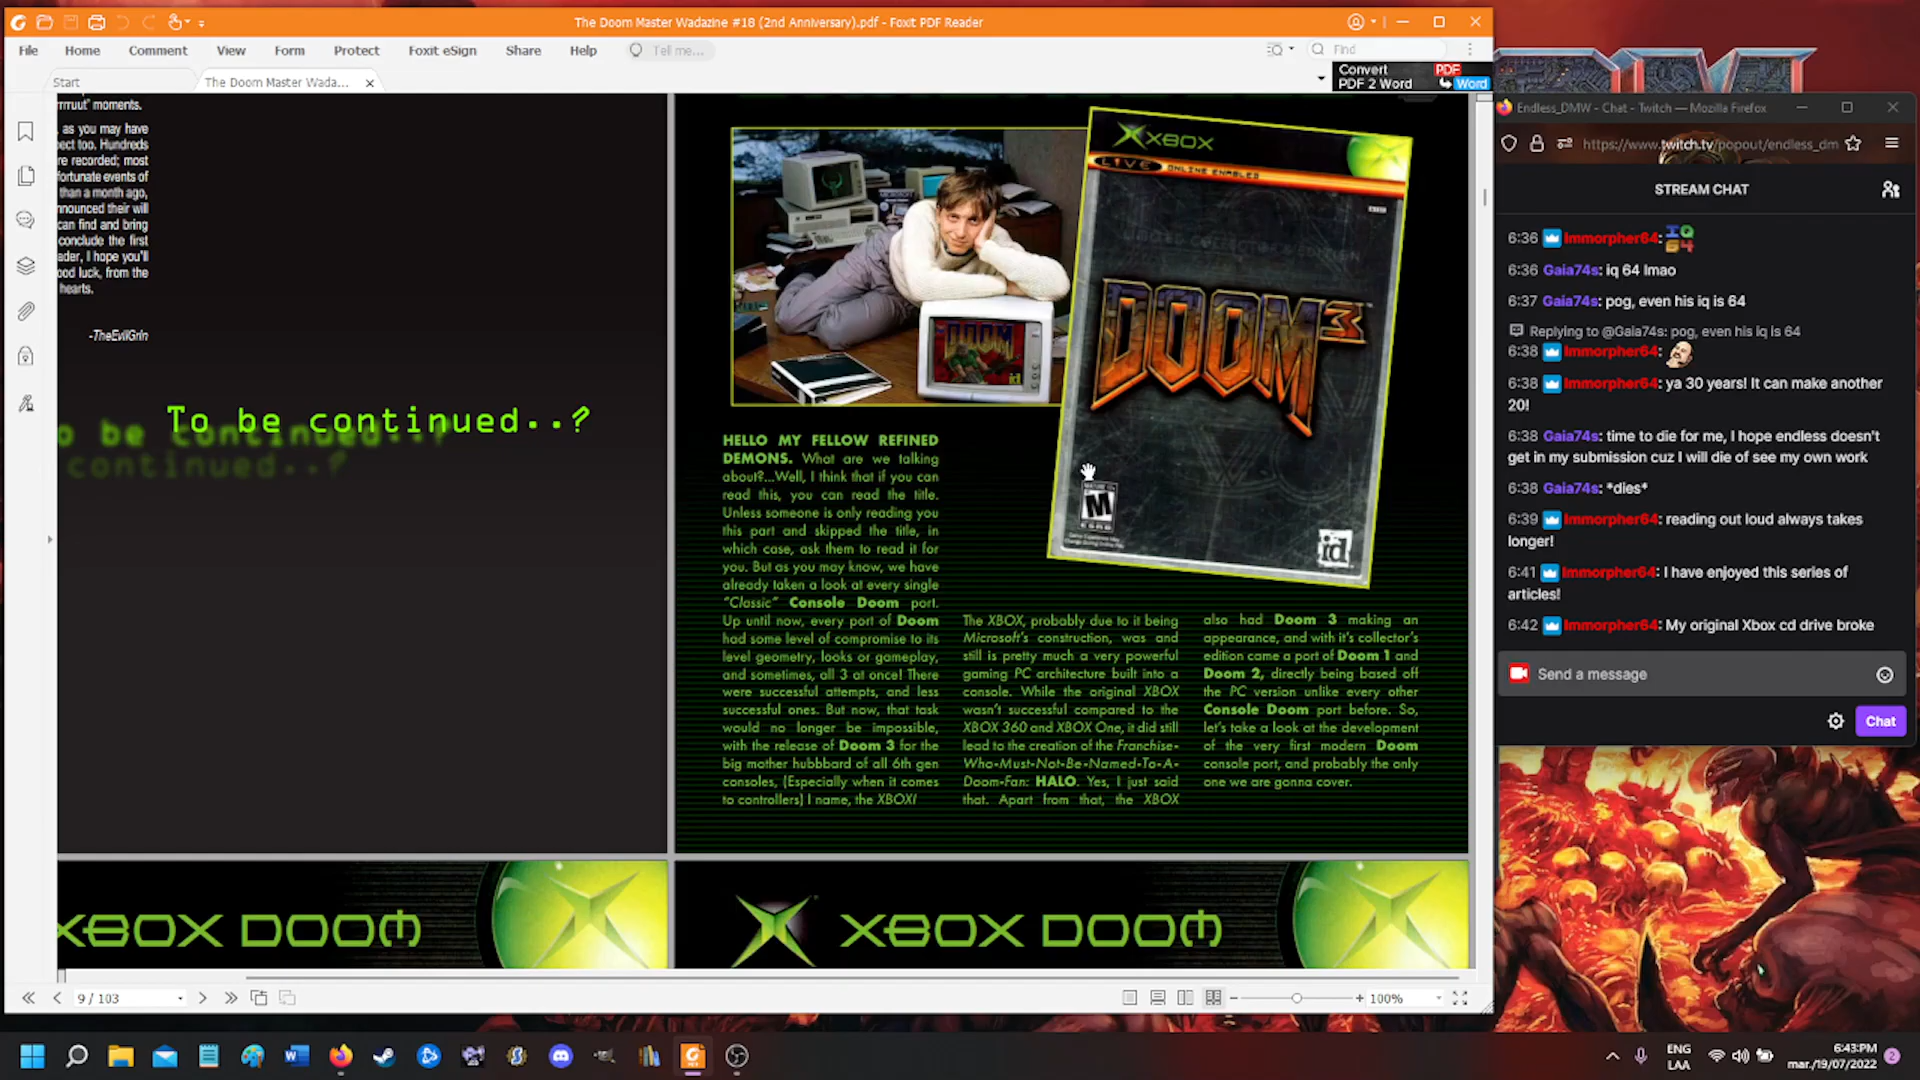 The Doom Master Wadazine #18 (2nd Anniversary).pdf - Foxit PDF Reader
File Home Comment View Form Protect Foxit eSign Share Help Tell me... Find
Start The Doom Master Wada...
Convert PDF
PDF 2 Word Word
rrrruut" moments.
, as you may have
pect too. Hundreds
re recorded; most
fortunate events of
than a month ago,
nnounced their will
can find and bring
conclude the first
ader, I hope you'll
ood luck, from the
hearts.
-TheEvilGrin
To be continued..?
XBOX
LIVE ONLINE ENABLED
DOOM 3
DOOM
id
M
id
HELLO MY FELLOW REFINED
DEMONS. What are we talking
about?...Well, I think that if you can
read this, you can read the title.
Unless someone is only reading you
this part and skipped the title, in
which case, ask them to read it for
you. But as you may know, we have
already taken a look at every single
"Classic" Console Doom port.
Up until now, every port of Doom
had some level of compromise to its
level geometry, looks or gameplay,
and sometimes, all 3 at once! There
were successful attempts, and less
successful ones. But now, that task
would no longer be impossible,
with the release of Doom 3 for the
big mother hubbbard of all 6th gen
consoles, (Especially when it comes
to controllers) I name, the XBOX!
The XBOX, probably due to it being
Microsoft's construction, was and
still is pretty much a very powerful
gaming PC architecture built into a
console. While the original XBOX
wasn't successful compared to the
XBOX 360 and XBOX One, it did still
lead to the creation of the Franchise-
Who-Must-Not-Be-Named-To-A-
Doom-Fan: HALO. Yes, I just said
that. Apart from that, the XBOX
also had Doom 3 making an
appearance, and with it's collector's
edition came a port of Doom 1 and
Doom 2, directly being based off
the PC version unlike every other
Console Doom port before. So,
let's take a look at the development
of the very first modern Doom
console port, and probably the only
one we are gonna cover.
XBOX DOOM
XBOX DOOM
9 / 103
100%
Endless_DMW - Chat - Twitch — Mozilla Firefox
https://www.twitch.tv/popout/endless_dm
STREAM CHAT
6:36 Immorpher64: IQ 64
6:36 Gaia74s: iq 64 lmao
6:37 Gaia74s: pog, even his iq is 64
Replying to @Gaia74s: pog, even his iq is 64
6:38 Immorpher64:
6:38 Immorpher64: ya 30 years! It can make another
20!
6:38 Gaia74s: time to die for me, I hope endless doesn't
get in my submission cuz I will die of see my own work
6:38 Gaia74s: *dies*
6:39 Immorpher64: reading out loud always takes
longer!
6:41 Immorpher64: I have enjoyed this series of
articles!
6:42 Immorpher64: My original Xbox cd drive broke
Send a message
Chat
ENG
LAA
6:43PM
mar./19/07/2022
2